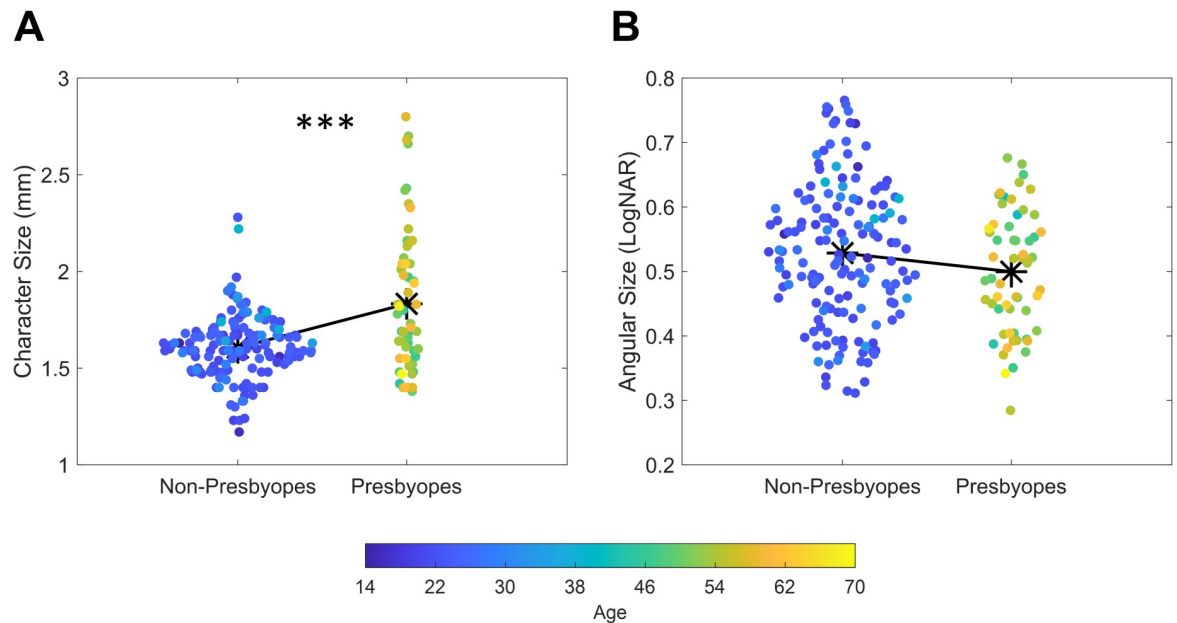 A
B
3
2.5
2
1.5
1
Character Size (mm)
***
Non-Presbyopes
Presbyopes
0.8
0.7
0.6
0.5
0.4
0.3
0.2
Angular Size (LogNAR)
Non-Presbyopes
Presbyopes
14 22 30 38 46 54 62 70
Age